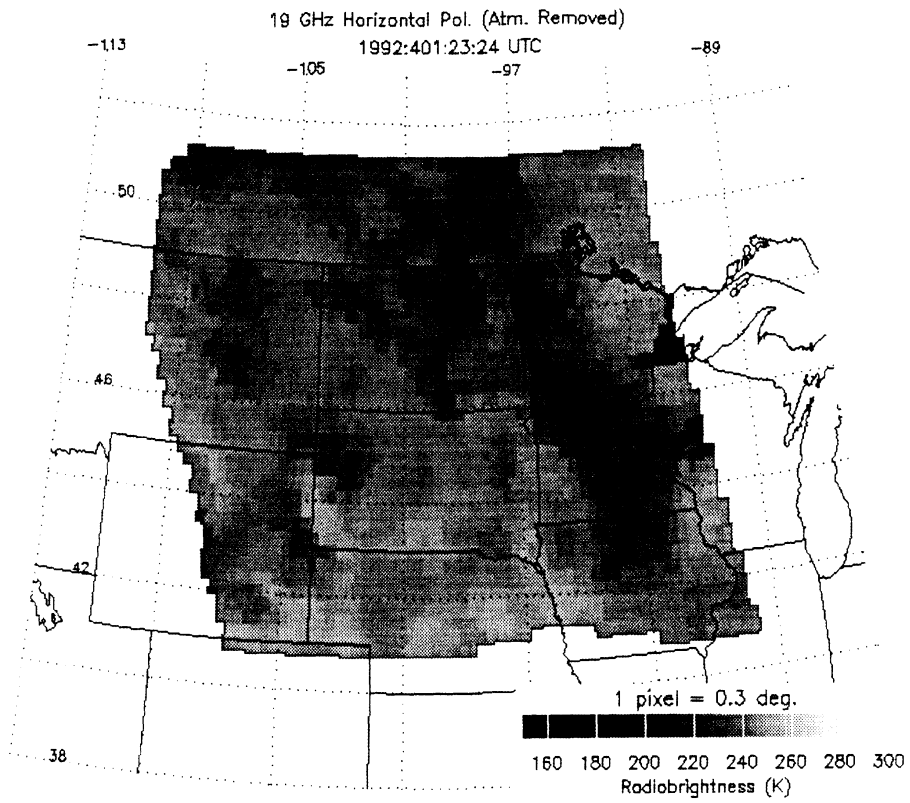 19 GHz Horizontal Pol. (Atm. Removed)
1992:401:23:24 UTC
-113
-89
-105
-97
50
46
42
38
1 pixel = 0.3 deg.
160 180 200 220 240 260 280 300
Radiobrightness (K)